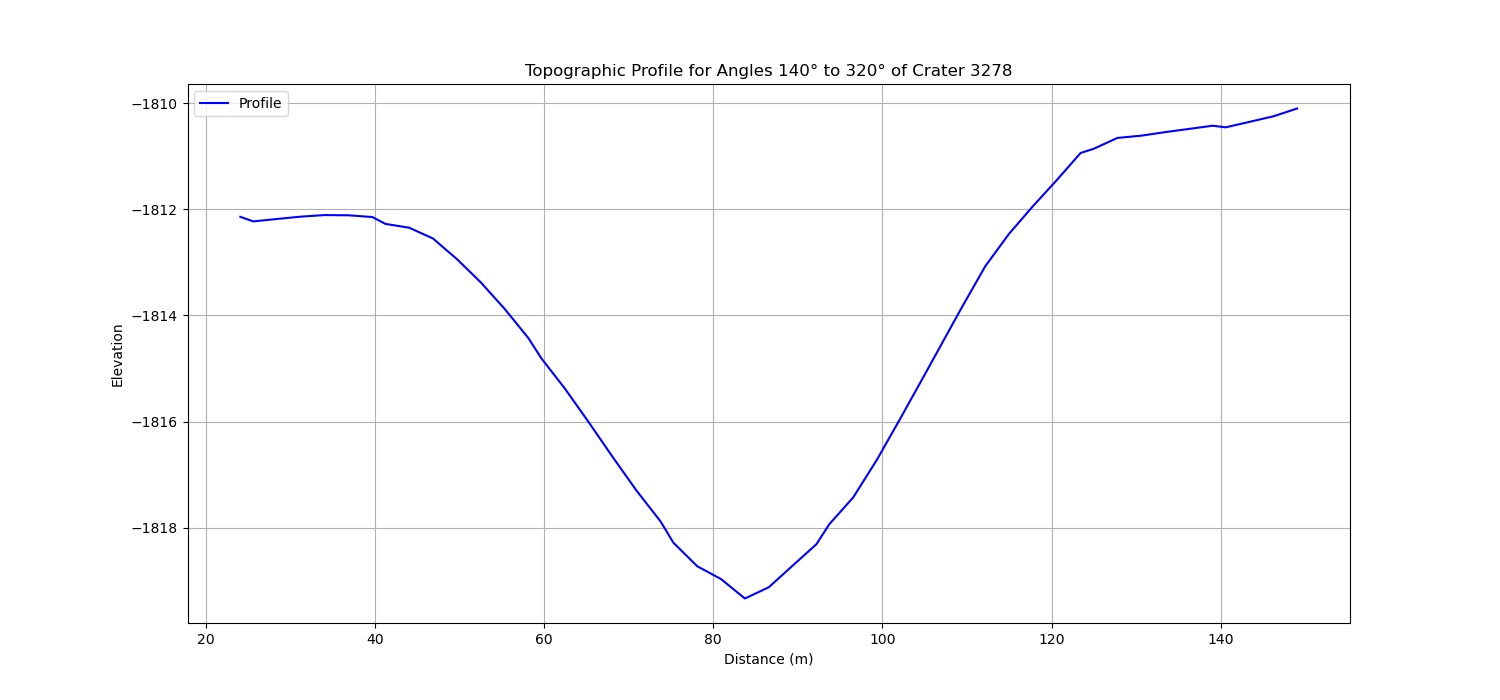 Topographic Profile for Angles 140° to 320° of Crater 3278
Profile
−1810
−1812
−1814
−1816
−1818
Elevation
20 40 60 80 100 120 140
Distance (m)